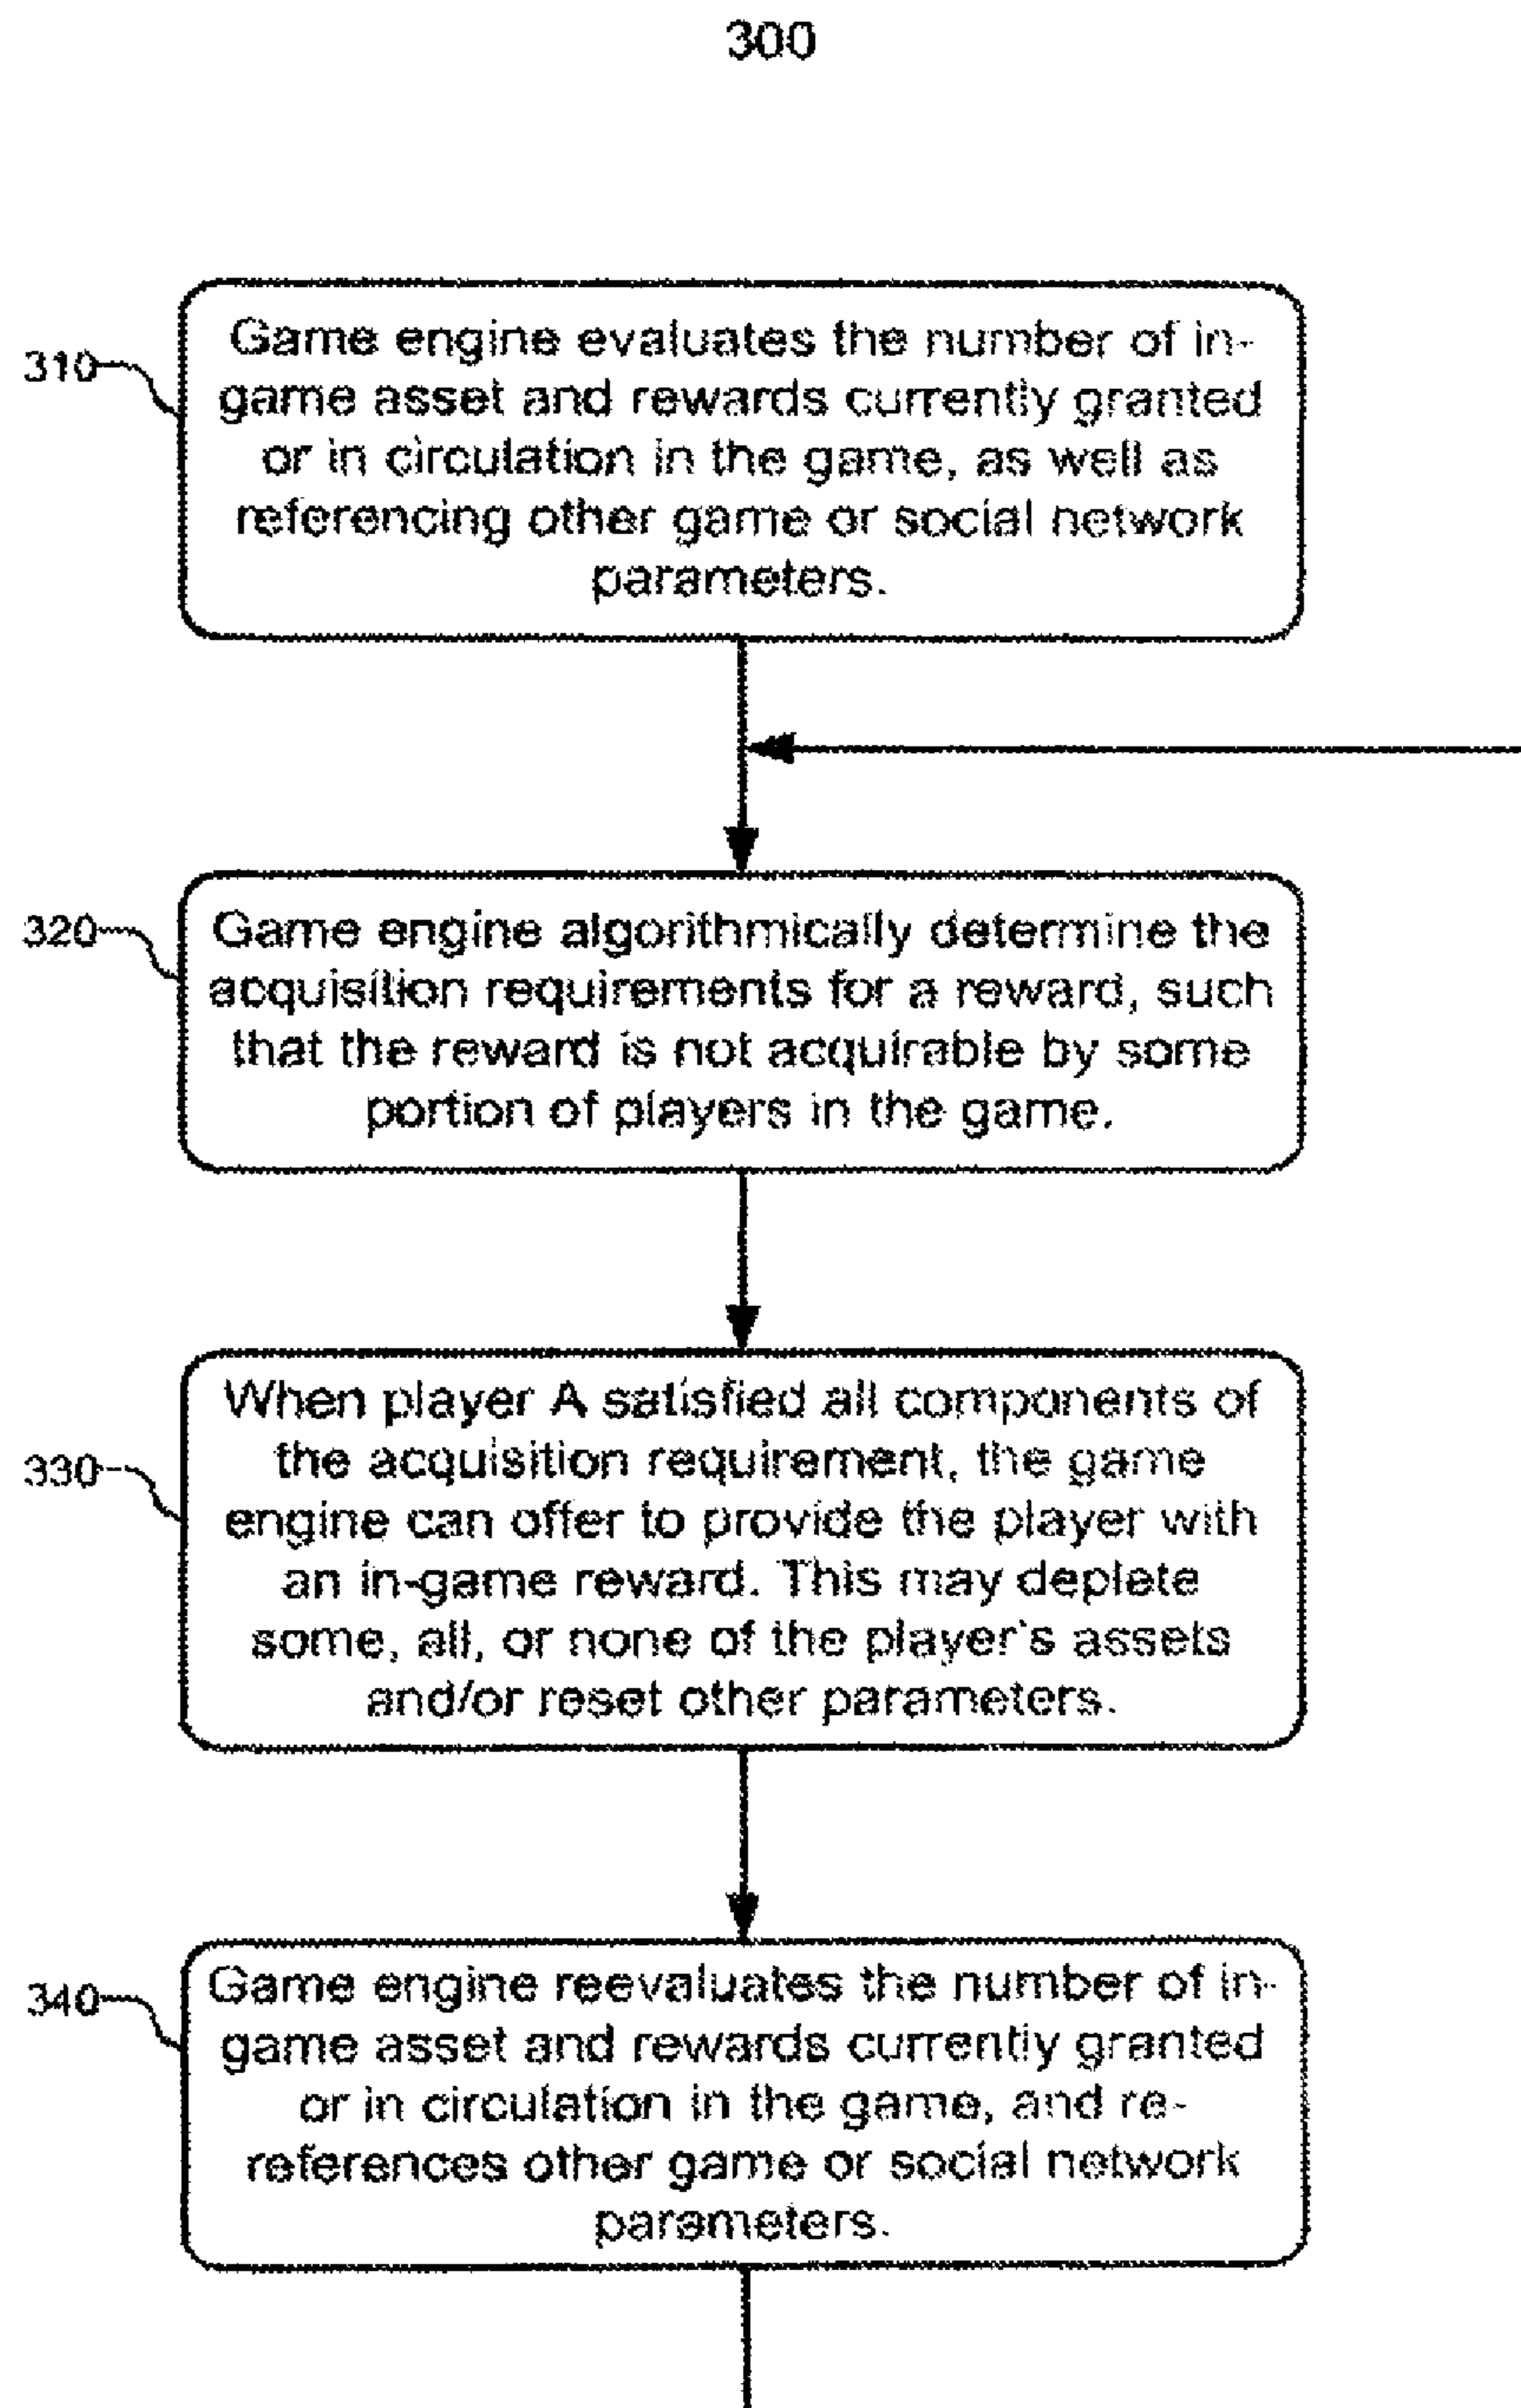 300
310
Game engine evaluates the number of in-
game asset and rewards currently granted
or in circulation in the game, as well as
referencing other game or social network
parameters.
320
Game engine algorithmically determine the
acquisition requirements for a reward, such
that the reward is not acquirable by some
portion of players in the game.
330
When player A satisfied all components of
the acquisition requirement, the game
engine can offer to provide the player with
an in-game reward. This may deplete
some, all, or none of the player's assets
and/or reset other parameters.
340
Game engine reevaluates the number of in-
game asset and rewards currently granted
or in circulation in the game, and re-
references other game or social network
parameters.